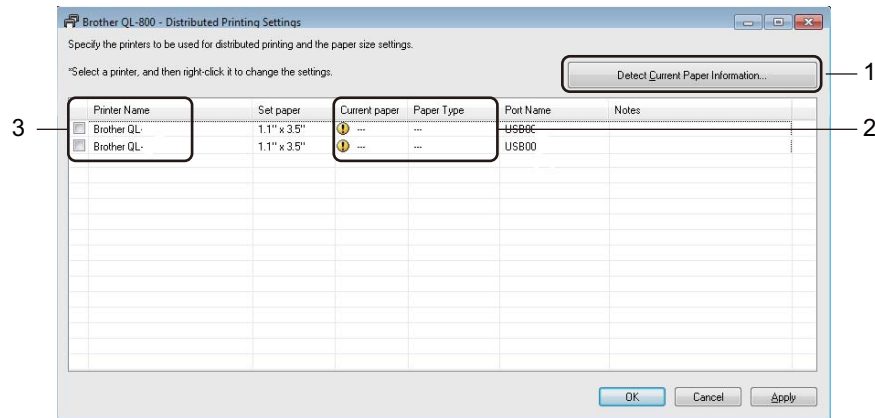 Brother QL-800 - Distributed Printing Settings
Specify the printers to be used for distributed printing and the paper size settings.
*Select a printer, and then right-click it to change the settings.
Detect Current Paper Information...
1
Printer Name Set paper Current paper Paper Type Port Name Notes
3
Brother QL- 1.1" x 3.5" --- --- USB00
2
Brother QL- 1.1" x 3.5" --- --- USB00
OK Cancel Apply